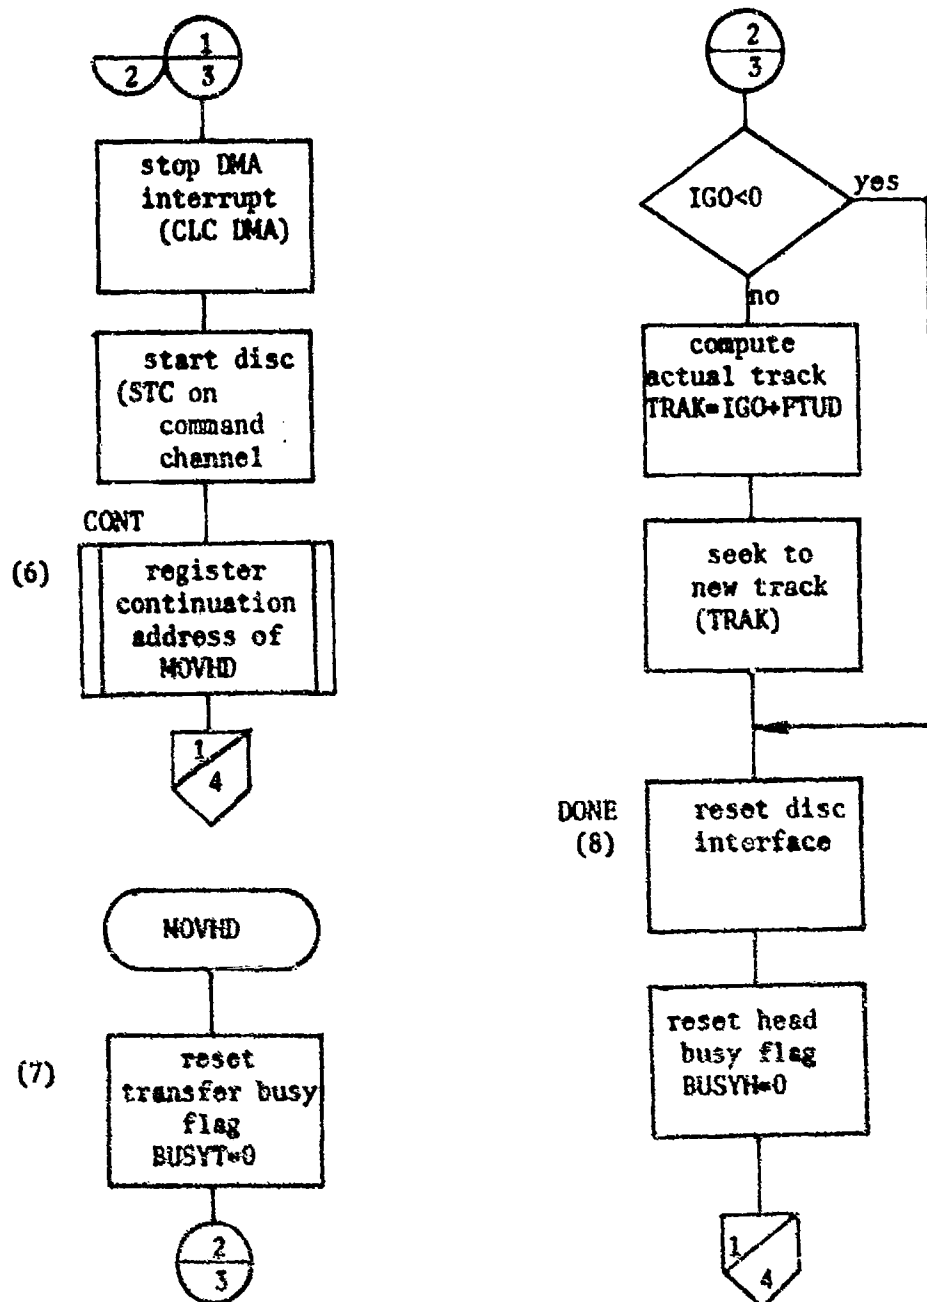 1
2
3
stop DMA
interrupt
(CLC DMA)
start disc
(STC on
command
channel
CONT
(6)
register
continuation
address of
MOVHD
1
4
MOVHD
(7)
reset
transfer busy
flag
BUSYT=0
2
3
2
3
IGO<0
yes
no
compute
actual track
TRAK=IGO+FTUD
seek to
new track
(TRAK)
DONE
(8)
reset disc
interface
reset head
busy flag
BUSYH=0
1
4